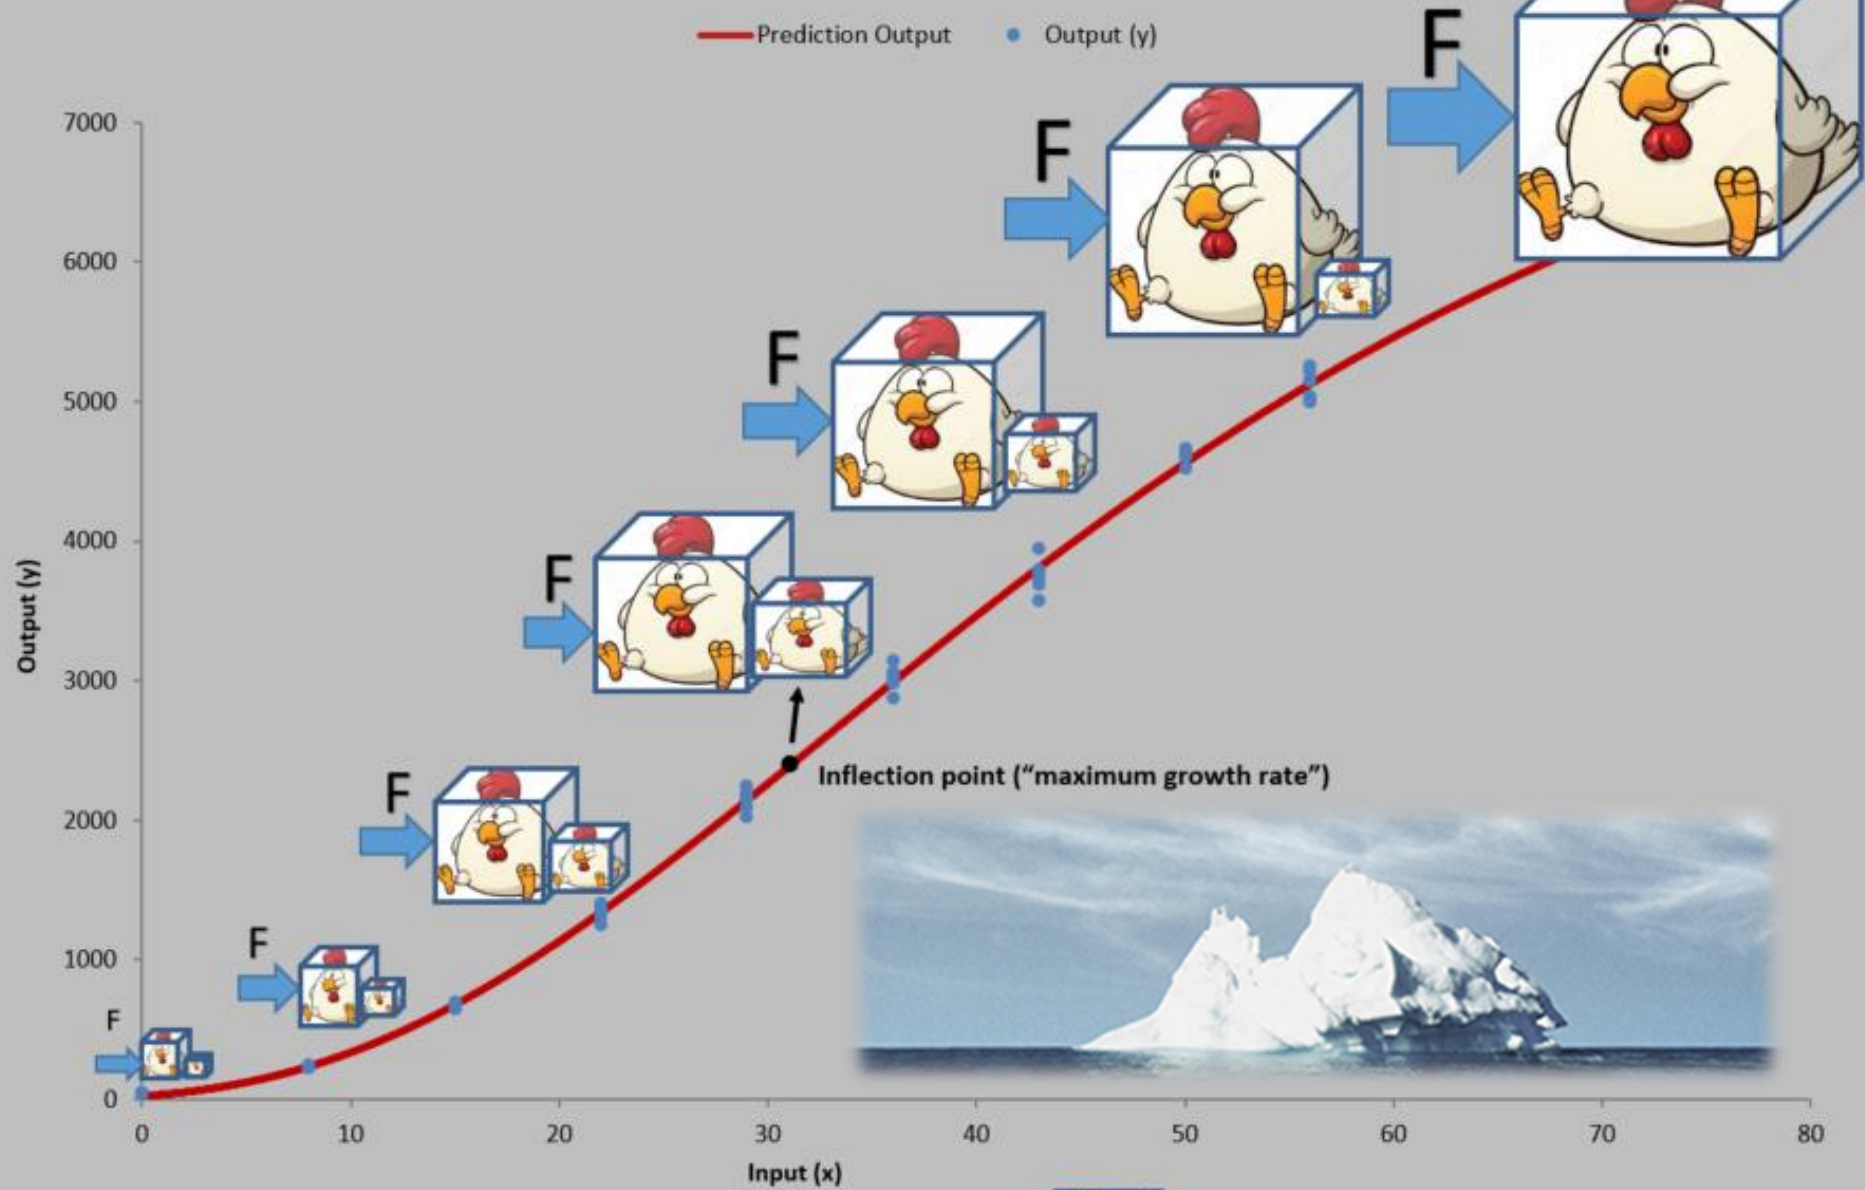 Prediction Output
Output (y)
F
F
F
F
F
F
F
7000
6000
5000
4000
3000
2000
1000
0
Output (y)
Inflection point (“maximum growth rate”)
0 10 20 30 40 50 60 70 80
Input (x)